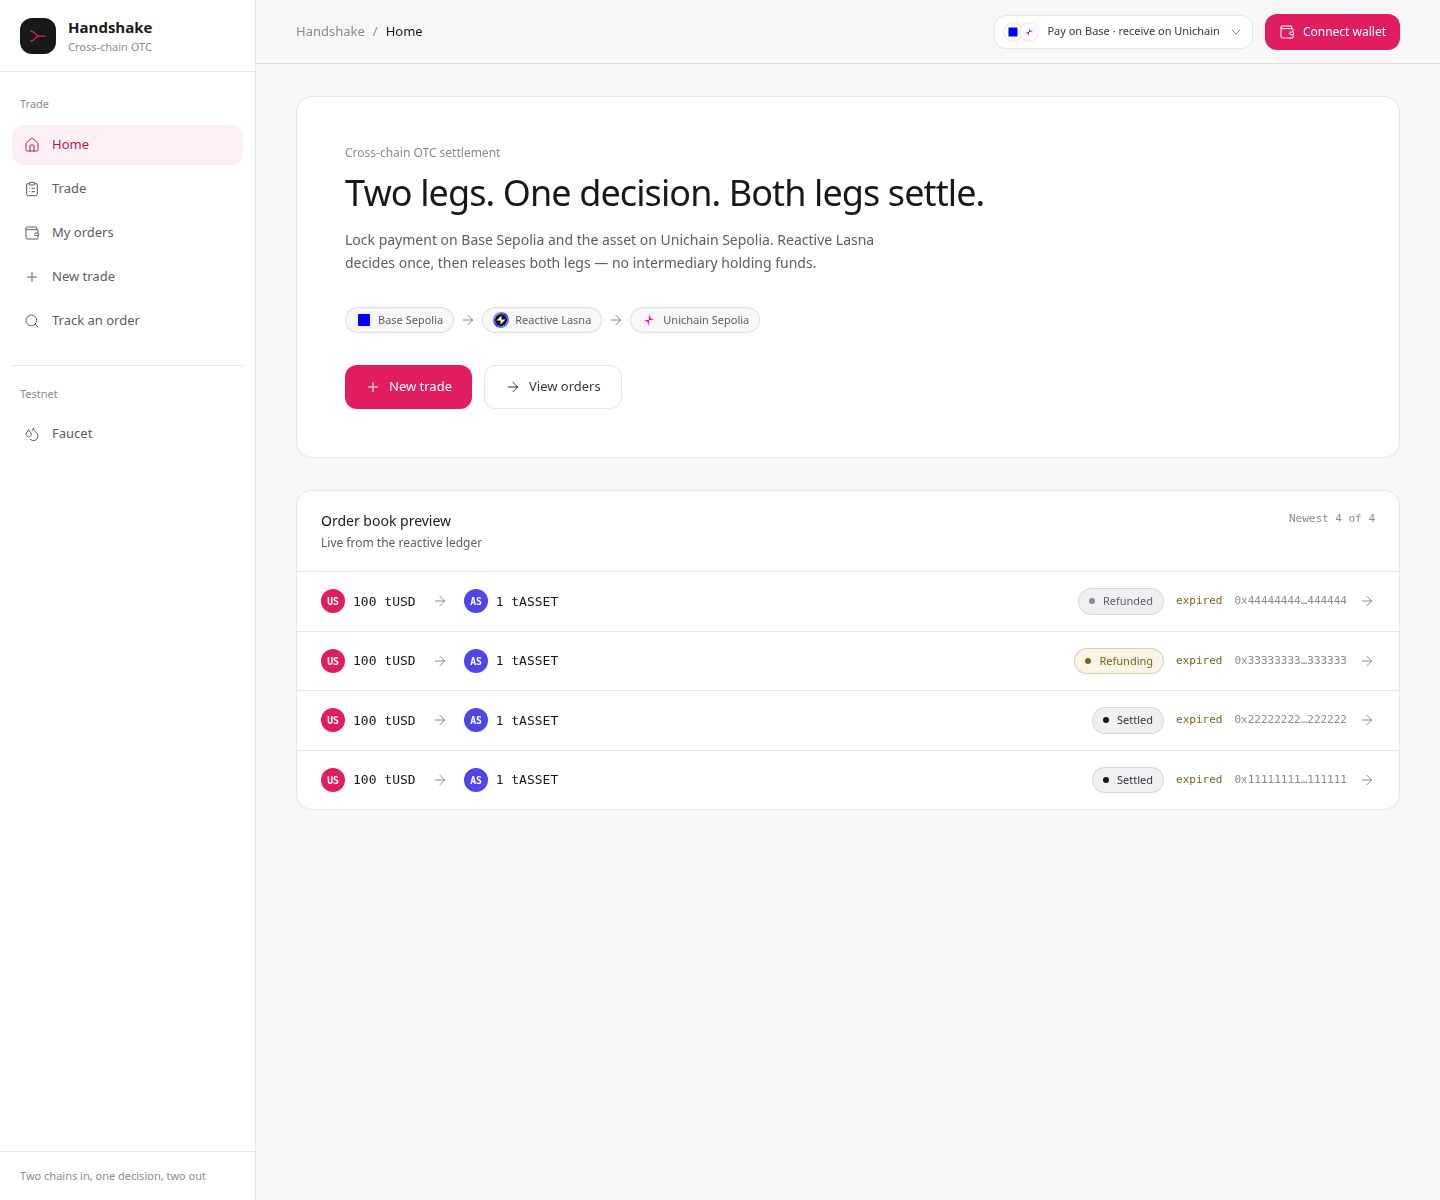 Handshake
Cross-chain OTC
Trade
Home
Trade
My orders
New trade
Track an order
Testnet
Faucet
Two chains in, one decision, two out
Handshake / Home
Pay on Base · receive on Unichain
Connect wallet
Cross-chain OTC settlement
Two legs. One decision. Both legs settle.
Lock payment on Base Sepolia and the asset on Unichain Sepolia. Reactive Lasna
decides once, then releases both legs — no intermediary holding funds.
Base Sepolia → Reactive Lasna → Unichain Sepolia
New trade
View orders
Order book preview
Newest 4 of 4
Live from the reactive ledger
US 100 tUSD → AS 1 tASSET Refunded expired 0x44444444…444444
US 100 tUSD → AS 1 tASSET Refunding expired 0x33333333…333333
US 100 tUSD → AS 1 tASSET Settled expired 0x22222222…222222
US 100 tUSD → AS 1 tASSET Settled expired 0x11111111…111111